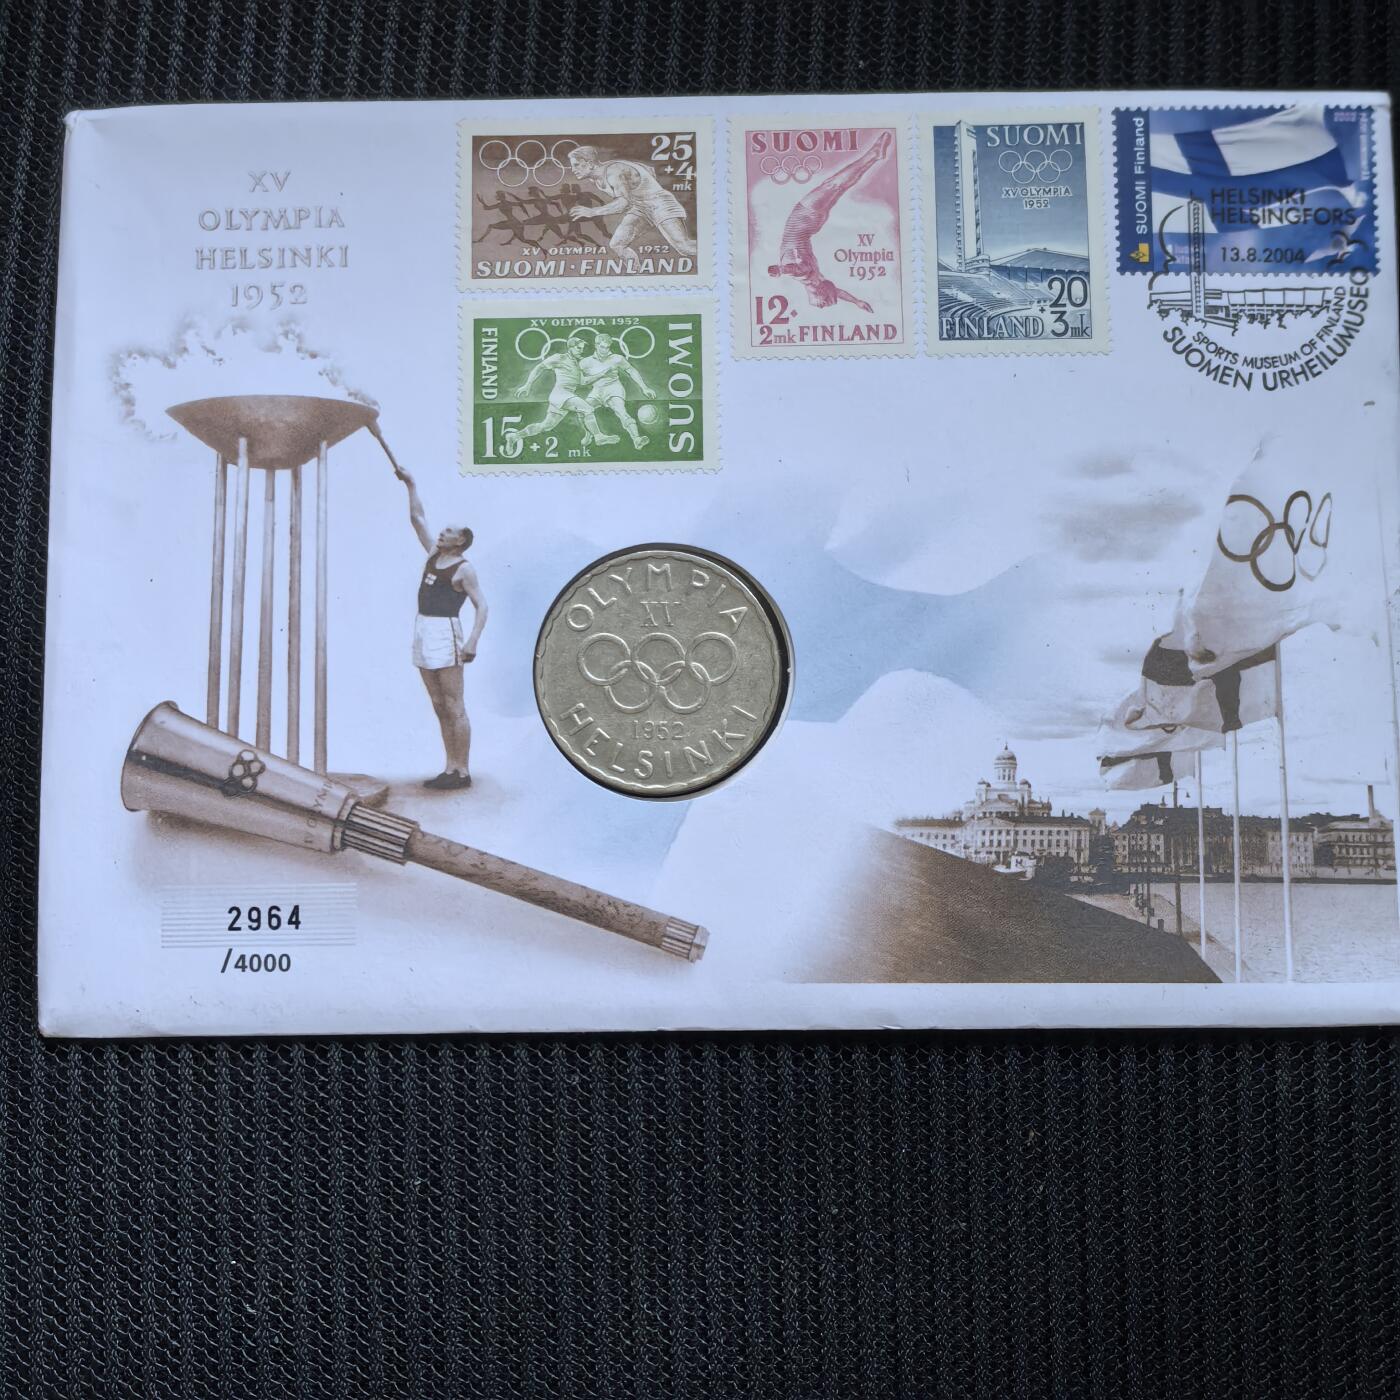 XV
OLYMPIA
HELSINKI
1952
25
+4
mk
XV OLYMPIA 1952
SUOMI·FINLAND
XV OLYMPIA 1952
FINLAND
SUOMI
15+2 mk
SUOMI
XV
Olympia
1952
12+
2mk FINLAND
SUOMI
XV OLYMPIA
1952
20
+3mk
FINLAND
SUOMI Finland
HELSINKI
HELSINGFORS
13.8.2004
SPORTS MUSEUM OF FINLAND
SUOMEN URHEILUMUSEO
OLYMPIA
XV
1952
HELSINKI
2964
/4000